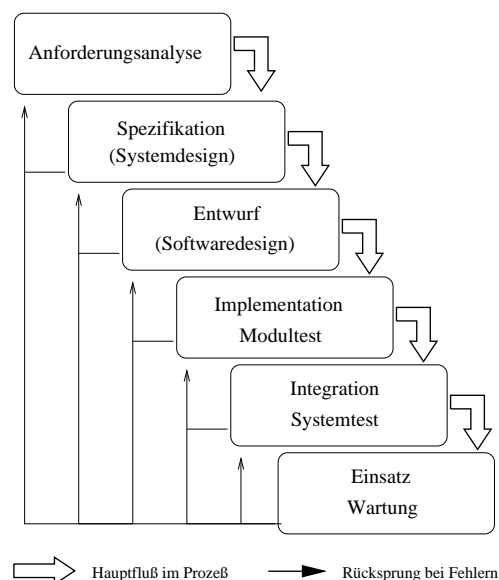 Anforderungsanalyse
Spezifikation
(Systemdesign)
Entwurf
(Softwaredesign)
Implementation
Modultest
Integration
Systemtest
Einsatz
Wartung
Hauptfluß im Prozeß
Rücksprung bei Fehlern